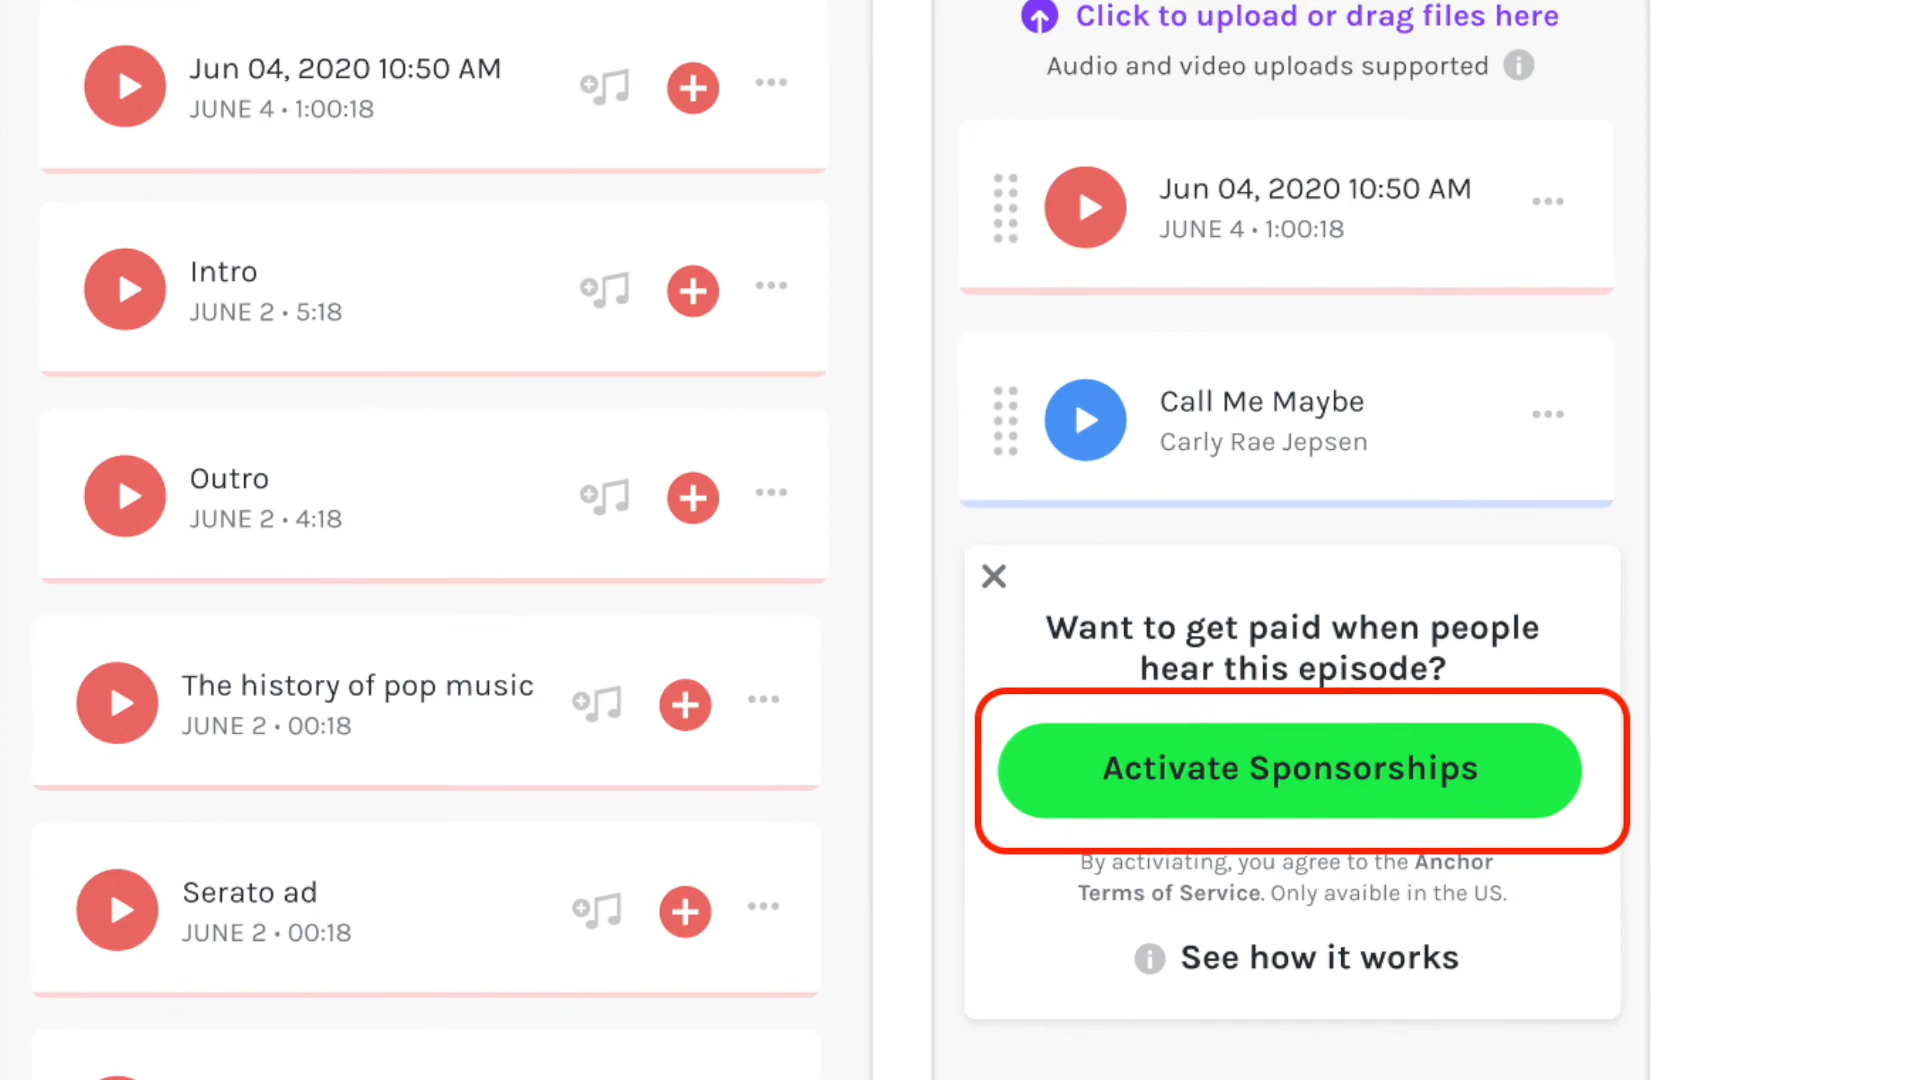 Jun 04, 2020 10:50 AM
JUNE 4 • 1:00:18
Intro
JUNE 2 • 5:18
Outro
JUNE 2 • 4:18
The history of pop music
JUNE 2 • 00:18
Serato ad
JUNE 2 • 00:18
Click to upload or drag files here
Audio and video uploads supported
Jun 04, 2020 10:50 AM
JUNE 4 • 1:00:18
Call Me Maybe
Carly Rae Jepsen
Want to get paid when people
hear this episode?
Activate Sponsorships
By activiating, you agree to the Anchor
Terms of Service. Only avaible in the US.
See how it works